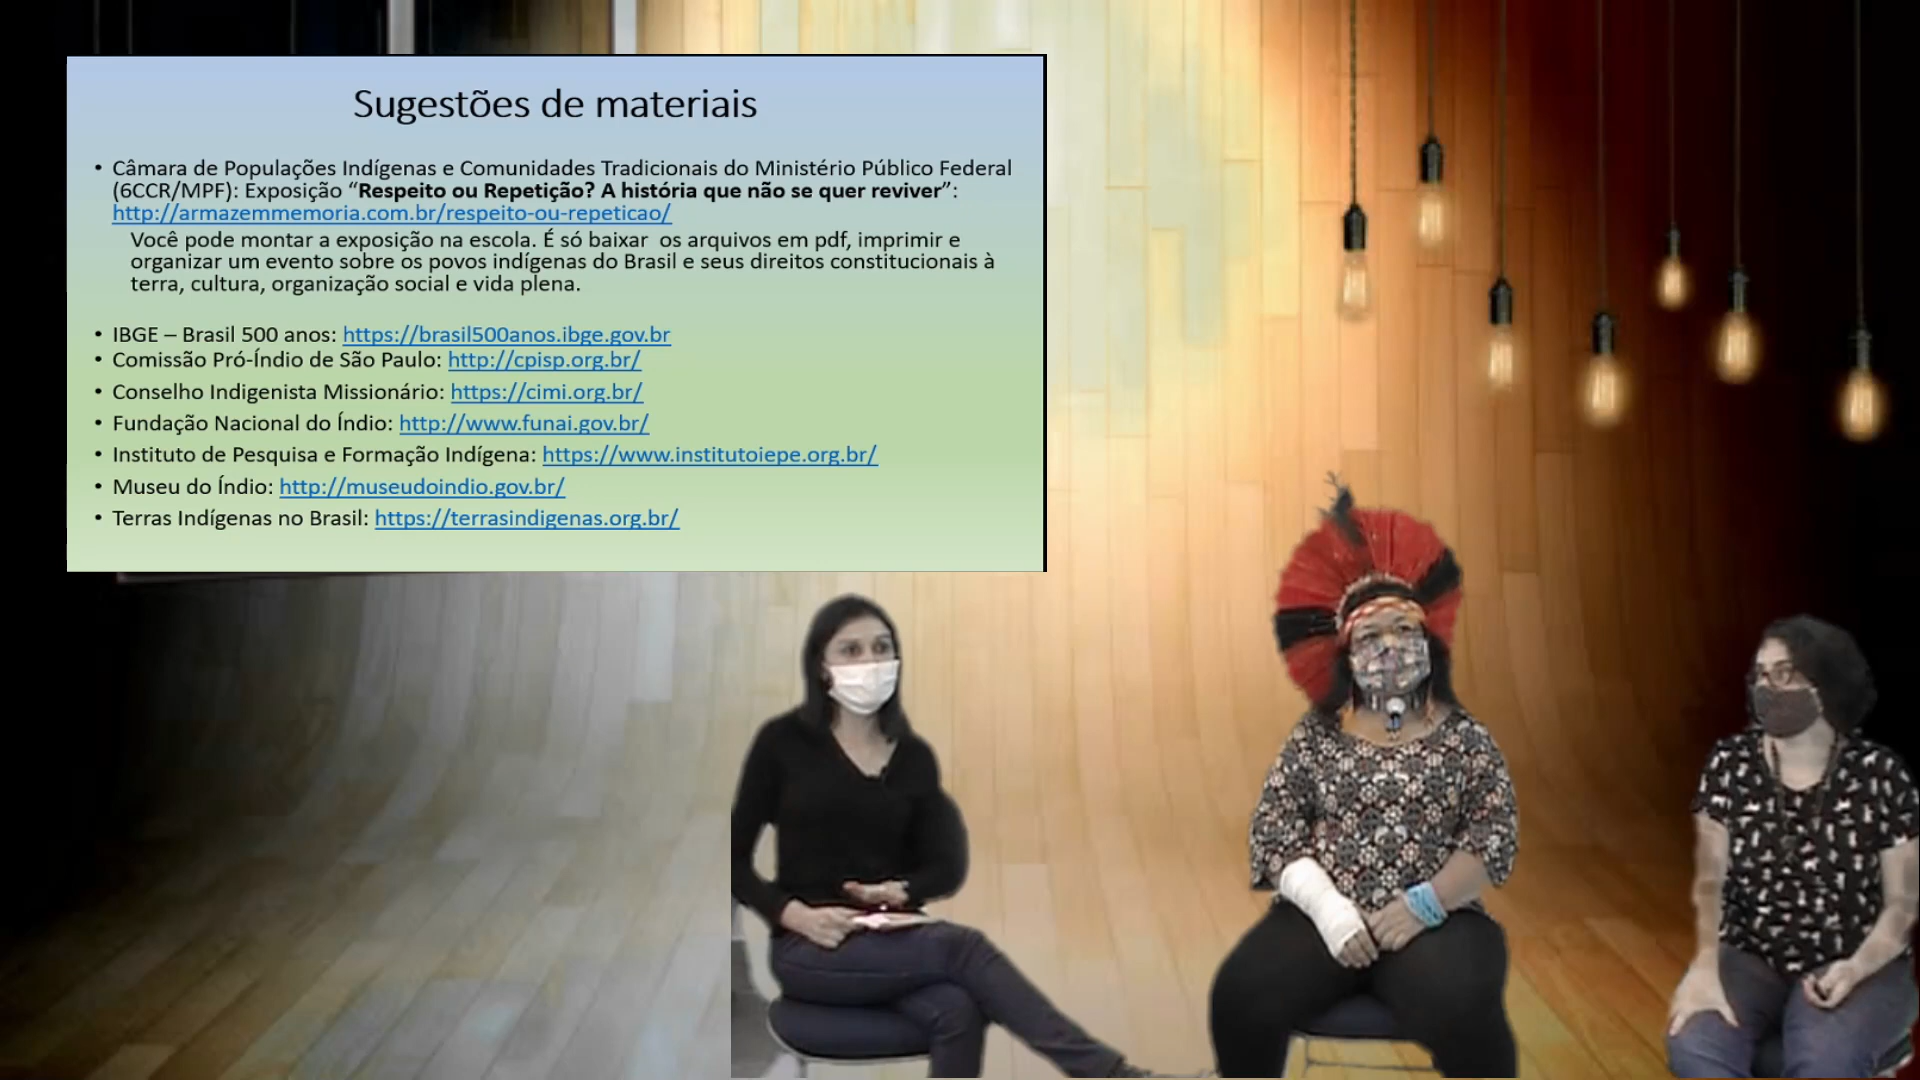 Sugestões de materiais
• Câmara de Populações Indígenas e Comunidades Tradicionais do Ministério Público Federal
(6CCR/MPF): Exposição “Respeito ou Repetição? A história que não se quer reviver”:
http://armazemmemoria.com.br/respeito-ou-repeticao/
Você pode montar a exposição na escola. É só baixar os arquivos em pdf, imprimir e
organizar um evento sobre os povos indígenas do Brasil e seus direitos constitucionais à
terra, cultura, organização social e vida plena.
• IBGE – Brasil 500 anos: https://brasil500anos.ibge.gov.br
• Comissão Pró-Índio de São Paulo: http://cpisp.org.br/
• Conselho Indigenista Missionário: https://cimi.org.br/
• Fundação Nacional do Índio: http://www.funai.gov.br/
• Instituto de Pesquisa e Formação Indígena: https://www.institutoiepe.org.br/
• Museu do Índio: http://museudoindio.gov.br/
• Terras Indígenas no Brasil: https://terrasindigenas.org.br/